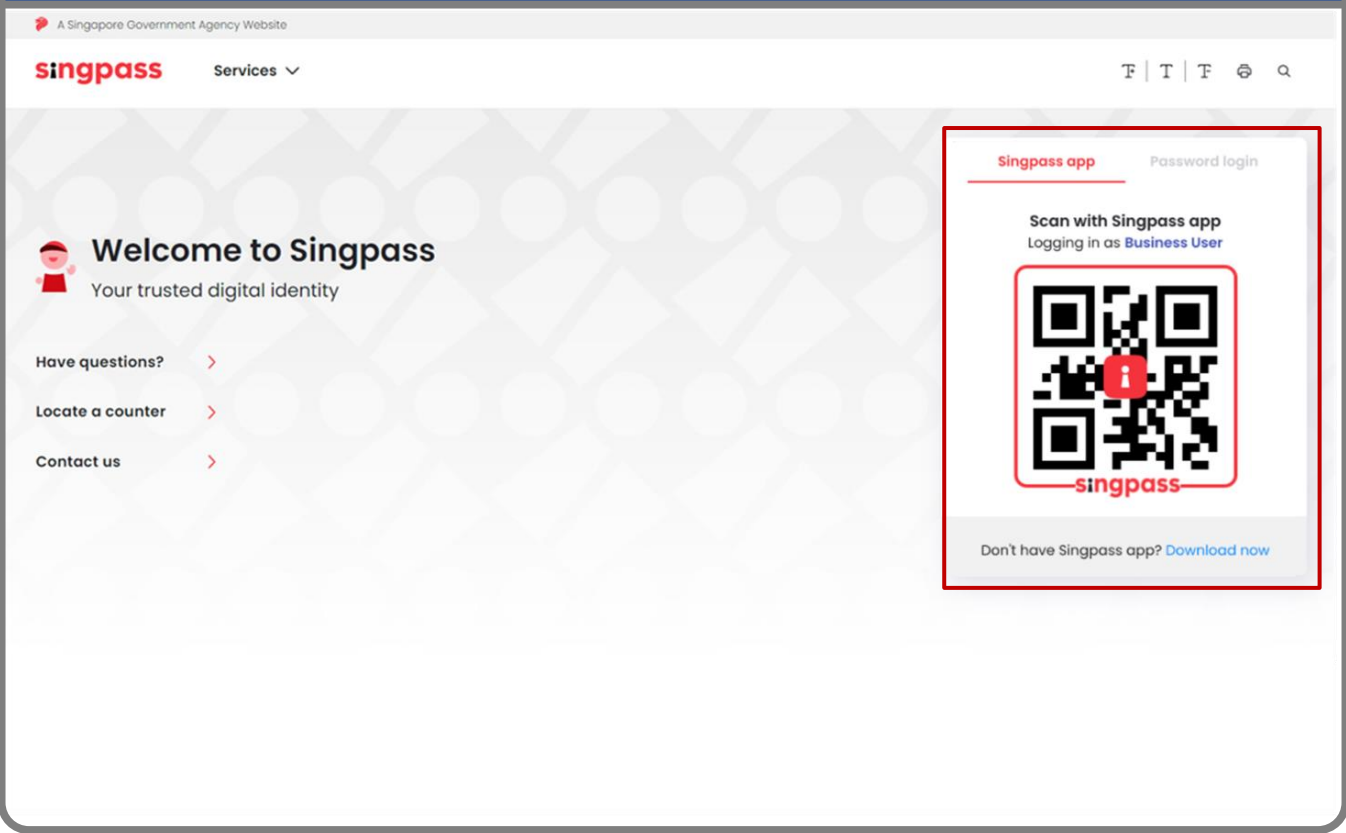 A Singapore Government Agency Website
singpass Services
T T T
Singpass app Password login
Scan with Singpass app
Logging in as Business User
singpass
Don't have Singpass app? Download now
Welcome to Singpass
Your trusted digital identity
Have questions?
Locate a counter
Contact us